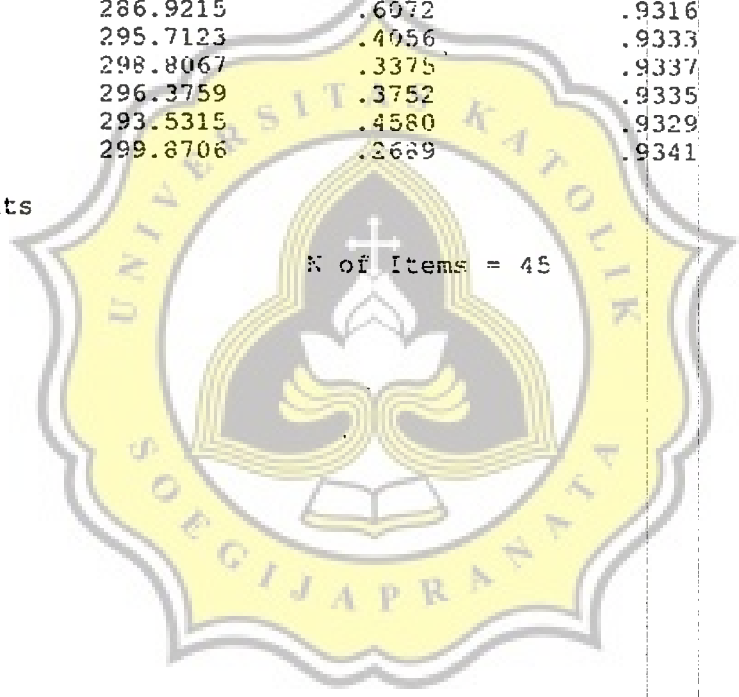 286.9215 .6072 .9316
295.7123 .4056 .9333
298.8067 .3375 .9337
296.3759 .3752 .9335
293.5315 .4580 .9329
299.8706 .2689 .9341
ts
N of Items = 45
UNIVERSITAS KATOLIK
SOEGIJAPRANATA